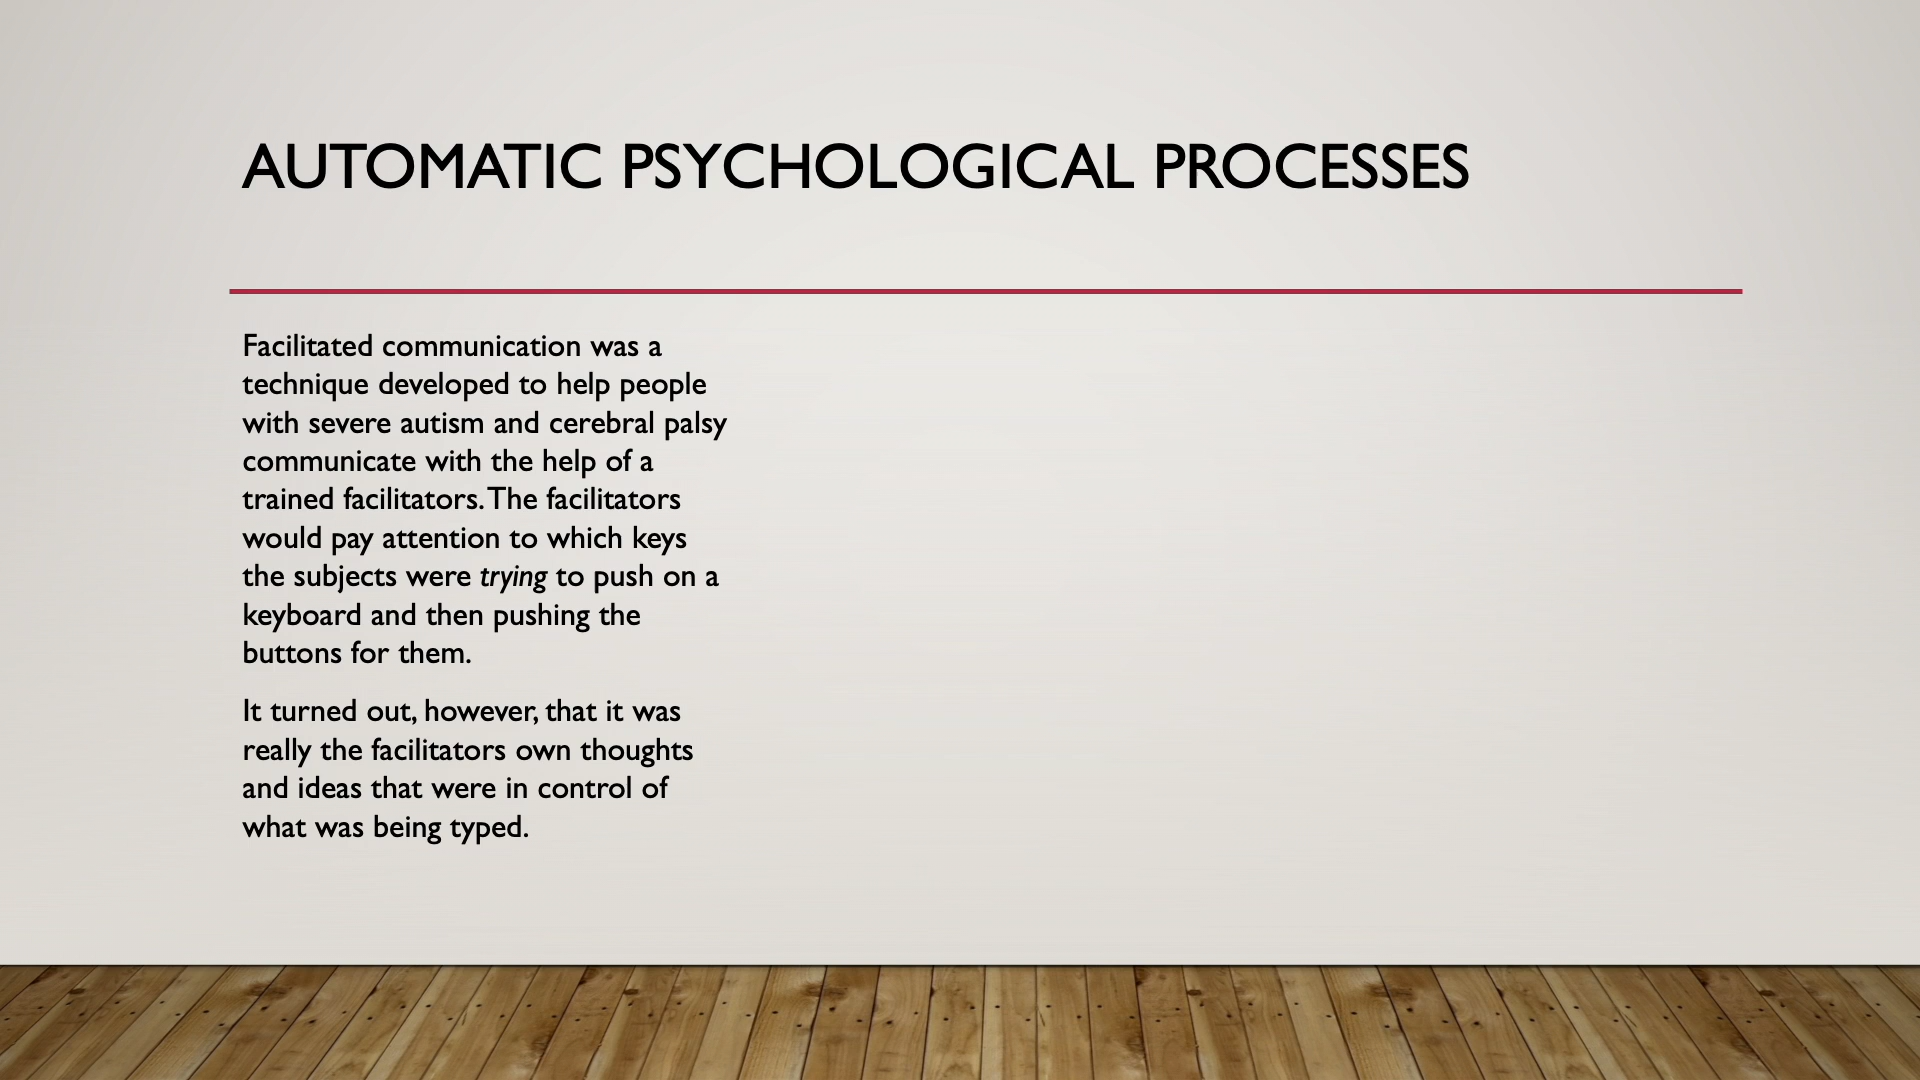 AUTOMATIC PSYCHOLOGICAL PROCESSES
Facilitated communication was a
technique developed to help people
with severe autism and cerebral palsy
communicate with the help of a
trained facilitators. The facilitators
would pay attention to which keys
the subjects were trying to push on a
keyboard and then pushing the
buttons for them.
It turned out, however, that it was
really the facilitators own thoughts
and ideas that were in control of
what was being typed.